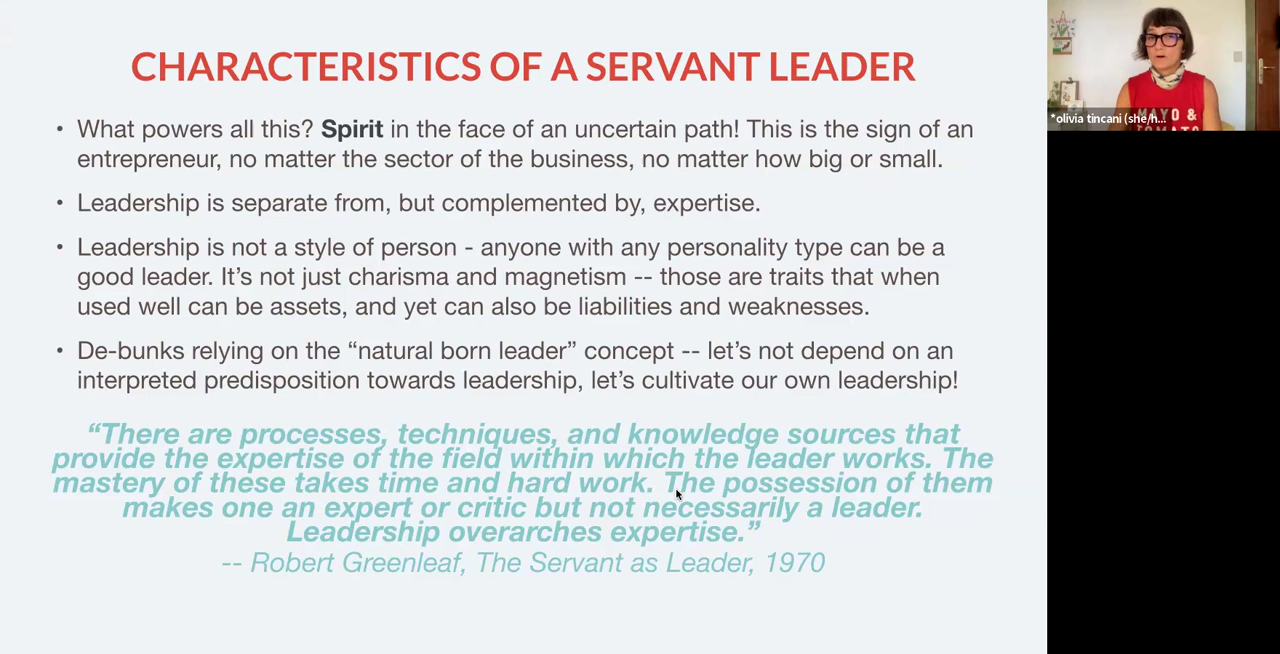 CHARACTERISTICS OF A SERVANT LEADER
• What powers all this? Spirit in the face of an uncertain path! This is the sign of an
entrepreneur, no matter the sector of the business, no matter how big or small.
• Leadership is separate from, but complemented by, expertise.
• Leadership is not a style of person - anyone with any personality type can be a
good leader. It’s not just charisma and magnetism -- those are traits that when
used well can be assets, and yet can also be liabilities and weaknesses.
• De-bunks relying on the “natural born leader” concept -- let’s not depend on an
interpreted predisposition towards leadership, let’s cultivate our own leadership!
“There are processes, techniques, and knowledge sources that
provide the expertise of the field within which the leader works. The
mastery of these takes time and hard work. The possession of them
makes one an expert or critic but not necessarily a leader.
Leadership overarches expertise.”
-- Robert Greenleaf, The Servant as Leader, 1970
MAYO &
TOMATO
*olivia tincani (she/h...